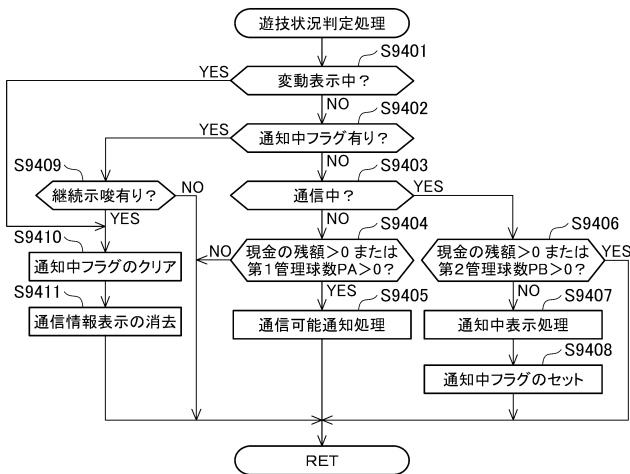 遊技状況判定処理
S9401
変動表示中？
YES
NO
S9402
通知中フラグ有り？
YES
NO
S9403
通信中？
YES
NO
S9409
継続示唆有り？
NO
YES
S9404
現金の残額>0 または
第1管理球数PA>0？
NO
YES
S9406
現金の残額>0 または
第2管理球数PB>0？
YES
NO
S9410
通知中フラグのクリア
S9405
通信可能通知処理
S9407
通知中表示処理
S9411
通信情報表示の消去
S9408
通知中フラグのセット
RET